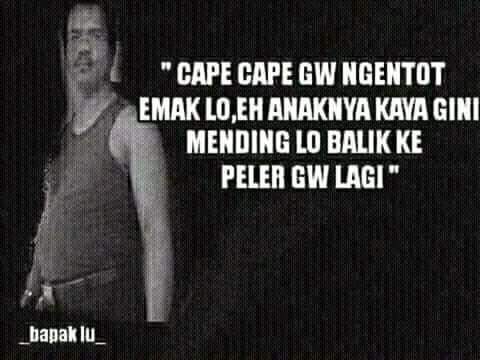 " CAPE CAPE GW NGENTOT
EMAK LO,EH ANAKNYA KAYA GINI
MENDING LO BALIK KE
PELER GW LAGI "
_bapak lu_